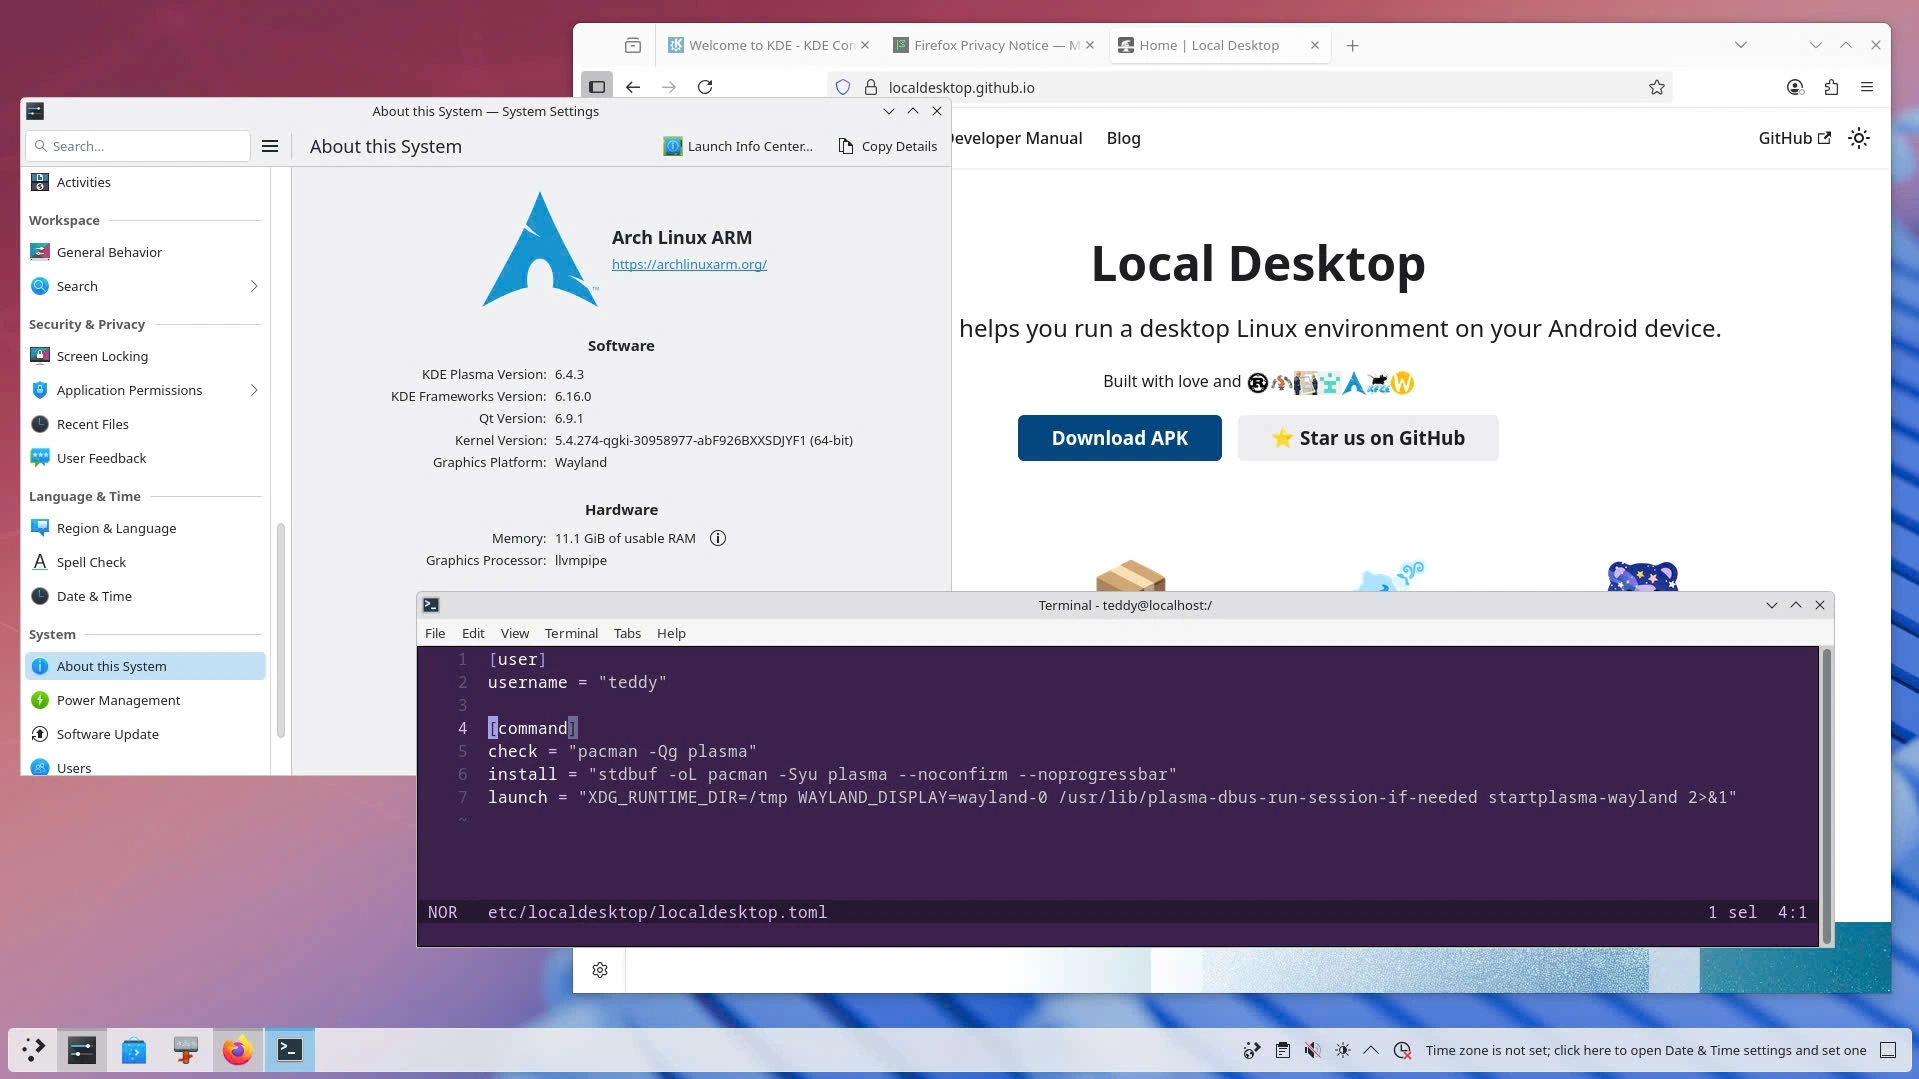 Welcome to KDE - KDE Con
Firefox Privacy Notice — M
Home | Local Desktop
localdesktop.github.io
eveloper Manual
Blog
GitHub
Local Desktop
helps you run a desktop Linux environment on your Android device.
Built with love and
Download APK
Star us on GitHub
About this System — System Settings
Search...
About this System
Launch Info Center...
Copy Details
Activities
Workspace
General Behavior
Search
Security & Privacy
Screen Locking
Application Permissions
Recent Files
User Feedback
Language & Time
Region & Language
Spell Check
Date & Time
System
About this System
Power Management
Software Update
Users
Arch Linux ARM
https://archlinuxarm.org/
Software
KDE Plasma Version: 6.4.3
KDE Frameworks Version: 6.16.0
Qt Version: 6.9.1
Kernel Version: 5.4.274-qgki-30958977-abF926BXXSDJYF1 (64-bit)
Graphics Platform: Wayland
Hardware
Memory: 11.1 GiB of usable RAM
Graphics Processor: llvmpipe
Terminal - teddy@localhost:/
File Edit View Terminal Tabs Help
1 [user]
2 username = "teddy"
3
4 [command]
5 check = "pacman -Qg plasma"
6 install = "stdbuf -oL pacman -Syu plasma --noconfirm --noprogressbar"
7 launch = "XDG_RUNTIME_DIR=/tmp WAYLAND_DISPLAY=wayland-0 /usr/lib/plasma-dbus-run-session-if-needed startplasma-wayland 2>&1"
~
NOR etc/localdesktop/localdesktop.toml 1 sel 4:1
Time zone is not set; click here to open Date & Time settings and set one